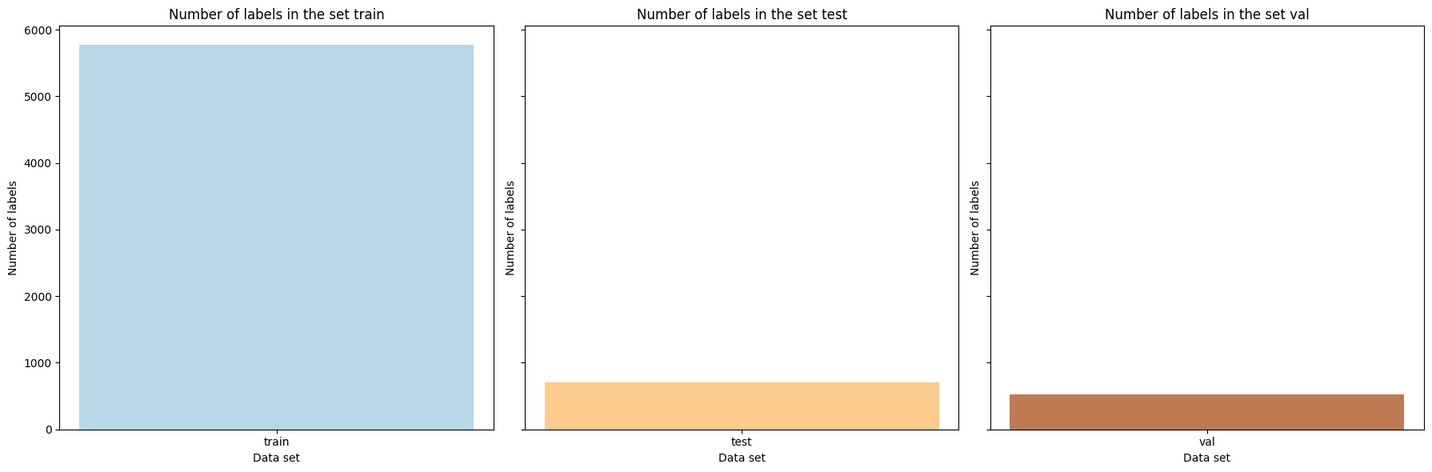 Number of labels in the set train
Number of labels
6000
5000
4000
3000
2000
1000
0
train
Data set
Number of labels in the set test
Number of labels
test
Data set
Number of labels in the set val
Number of labels
val
Data set